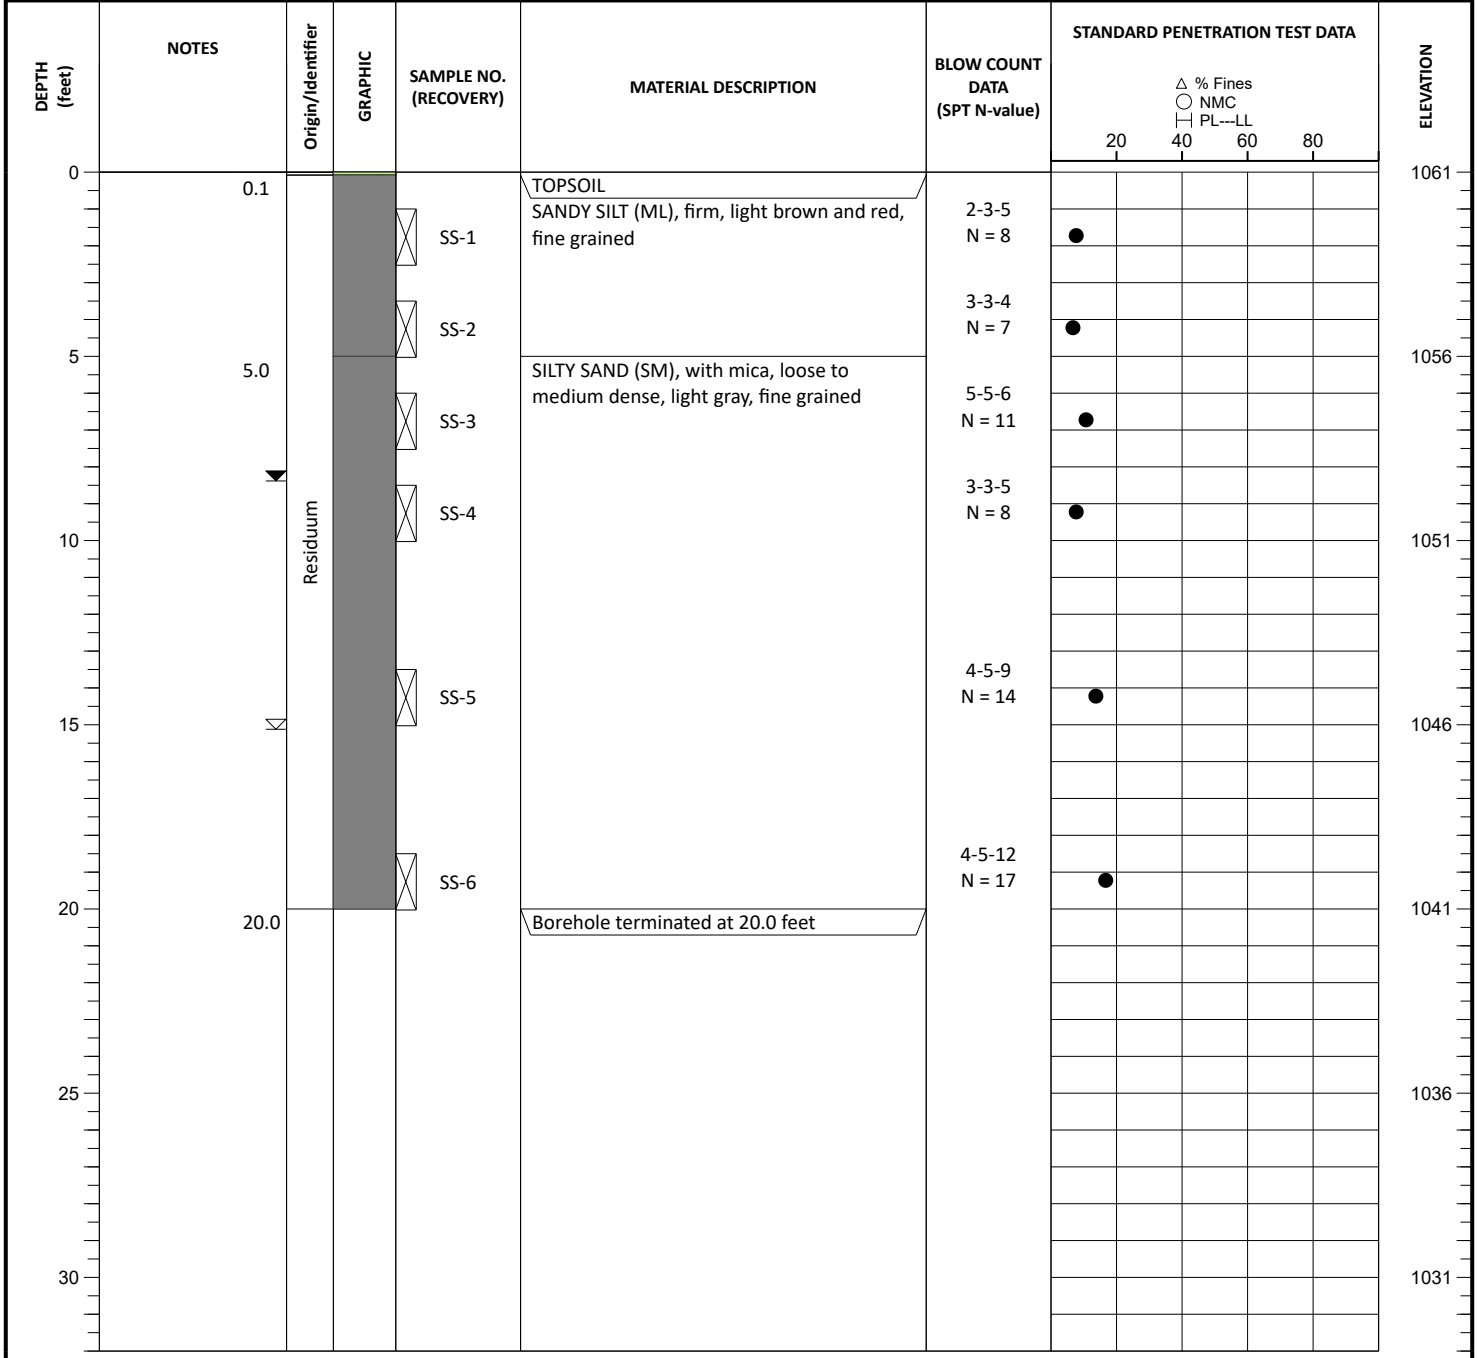 DEPTH
(feet)
NOTES
Origin/Identifier
GRAPHIC
SAMPLE NO.
(RECOVERY)
MATERIAL DESCRIPTION
BLOW COUNT
DATA
(SPT N-value)
STANDARD PENETRATION TEST DATA
△ % Fines
○ NMC
PL---LL
20 40 60 80
ELEVATION
0
1061
0.1
TOPSOIL
SANDY SILT (ML), firm, light brown and red,
fine grained
SS-1
2-3-5
N = 8
SS-2
3-3-4
N = 7
5
1056
5.0
SILTY SAND (SM), with mica, loose to
medium dense, light gray, fine grained
SS-3
5-5-6
N = 11
Residuum
SS-4
3-3-5
N = 8
10
1051
SS-5
4-5-9
N = 14
15
1046
SS-6
4-5-12
N = 17
20
1041
20.0
Borehole terminated at 20.0 feet
25
1036
30
1031